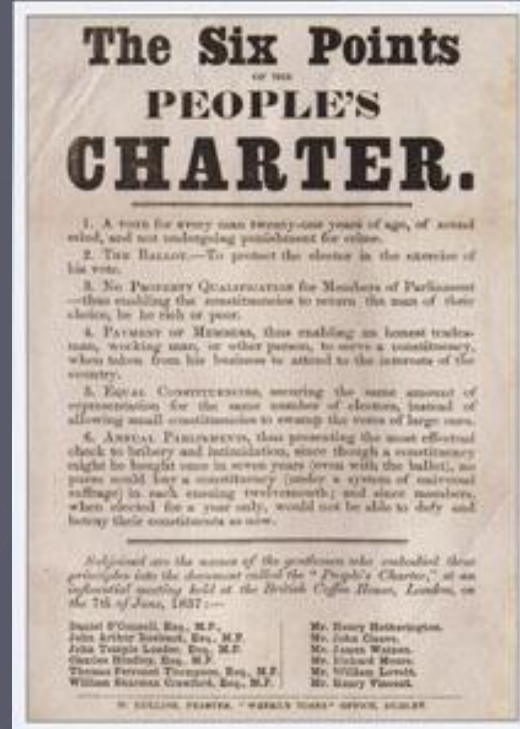 The Six Points
OF THE
PEOPLE'S
CHARTER.
1. A VOTE for every man twenty-one years of age, of sound
mind, and not undergoing punishment for crime.
2. THE BALLOT.—To protect the elector in the exercise of
his vote.
3. NO PROPERTY QUALIFICATION for Members of Parliament
—thus enabling the constituencies to return the man of their
choice, be he rich or poor.
4. PAYMENT OF MEMBERS, thus enabling an honest trades-
man, working man, or other person, to serve a constituency,
when taken from his business to attend to the interests of the
country.
5. EQUAL CONSTITUENCIES, securing the same amount of
representation for the same number of electors, instead of
allowing small constituencies to swamp the votes of large ones.
6. ANNUAL PARLIAMENTS, thus presenting the most effectual
check to bribery and intimidation, since though a constituency
might be bought once in seven years (even with the ballot), no
purse could buy a constituency (under a system of universal
suffrage) in each ensuing twelvemonth; and since members,
when elected for a year only, would not be able to defy and
betray their constituents as now.
Subjoined are the names of the gentlemen who embodied these
principles into the document called the "People's Charter," at an
influential meeting held at the British Coffee House, London, on
the 7th of June, 1837:—
Daniel O'Connell, Esq., M.P.,
John Arthur Roebuck, Esq., M.P.
John Temple Leader, Esq., M.P.
Charles Hindley, Esq., M.P.
Thomas Perronet Thompson, Esq., M.P.
William Sharman Crawford, Esq., M.P.
Mr. Henry Hetherington.
Mr. John Cleave.
Mr. James Watson.
Mr. Richard Moore.
Mr. William Lovett.
Mr. Henry Vincent.
PRINTER, "WEEKLY TIMES" OFFICE, DUDLEY.